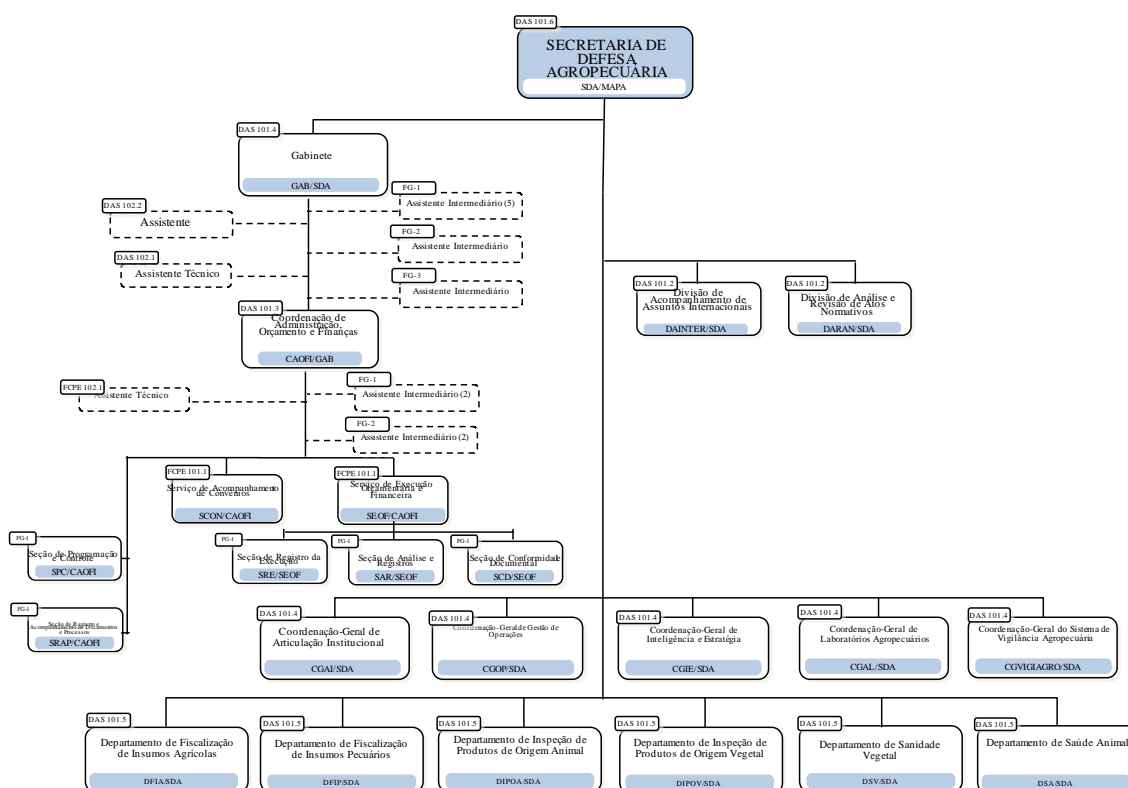 DAS 101.6
SECRETARIA DE
DEFESA
AGROPECUÁRIA
SDA/MAPA
DAS 101.4
Gabinete
GAB/SDA
FG-1
Assistente Intermediário (5)
DAS 102.2
Assistente
FG-2
Assistente Intermediário
DAS 102.1
Assistente Técnico
FG-3
Assistente Intermediário
DAS 101.2
Divisão de
Acompanhamento de
Assuntos Internacionais
DAINTER/SDA
DAS 101.2
Divisão de Análise e
Revisão de Atos
Normativos
DARAN/SDA
DAS 101.3
Coordenação de
Administração,
Orçamento e Finanças
CAOFI/GAB
FCPE 102.1
Assistente Técnico
FG-1
Assistente Intermediário (2)
FG-2
Assistente Intermediário (2)
FCPE 101.1
Serviço de Acompanhamento
de Convênios
SCON/CAOFI
FCPE 101.1
Serviço de Execução
Orçamentária e
Financeira
SEOF/CAOFI
FG-1
Seção de Programação
e Controle
SPC/CAOFI
FG-1
Seção de Registro da
Execução
SRE/SEOF
FG-1
Seção de Análise e
Registros
SAR/SEOF
FG-1
Seção de Conformidade
Documental
SCD/SEOF
FG-1
Seção de Registro e
Acompanhamento de Documentos
e Processos
SRAP/CAOFI
DAS 101.4
Coordenação-Geral de
Articulação Institucional
CGAI/SDA
DAS 101.4
Coordenação-Geral de Gestão de
Operações
CGOP/SDA
DAS 101.4
Coordenação-Geral de
Inteligência e Estratégia
CGIE/SDA
DAS 101.4
Coordenação-Geral de
Laboratórios Agropecuários
CGAL/SDA
DAS 101.4
Coordenação-Geral do Sistema de
Vigilância Agropecuária
CGVIGIAGRO/SDA
DAS 101.5
Departamento de Fiscalização
de Insumos Agrícolas
DFIA/SDA
DAS 101.5
Departamento de Fiscalização
de Insumos Pecuários
DFIP/SDA
DAS 101.5
Departamento de Inspeção de
Produtos de Origem Animal
DIPOA/SDA
DAS 101.5
Departamento de Inspeção de
Produtos de Origem Vegetal
DIPOV/SDA
DAS 101.5
Departamento de Sanidade
Vegetal
DSV/SDA
DAS 101.5
Departamento de Saúde Animal
DSA/SDA